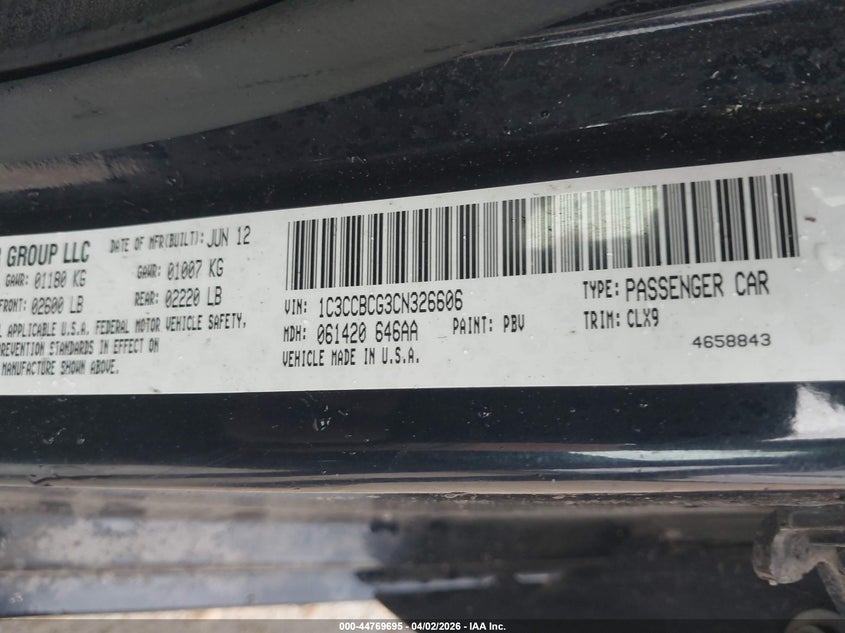 R GROUP LLC
DATE OF MFR(BUILT): JUN 12
GAWR: 01180 KG
GAWR: 01007 KG
FRONT: 02600 LB
REAR: 02220 LB
APPLICABLE U.S.A. FEDERAL MOTOR VEHICLE SAFETY,
PREVENTION STANDARDS IN EFFECT ON
MANUFACTURE SHOWN ABOVE.
VIN: 1C3CCBCG3CN326606
TYPE: PASSENGER CAR
MDH: 061420 646AA
PAINT: PBV
TRIM: CLX9
VEHICLE MADE IN U.S.A.
4658843
000-44769695 - 04/02/2026 - IAA Inc.